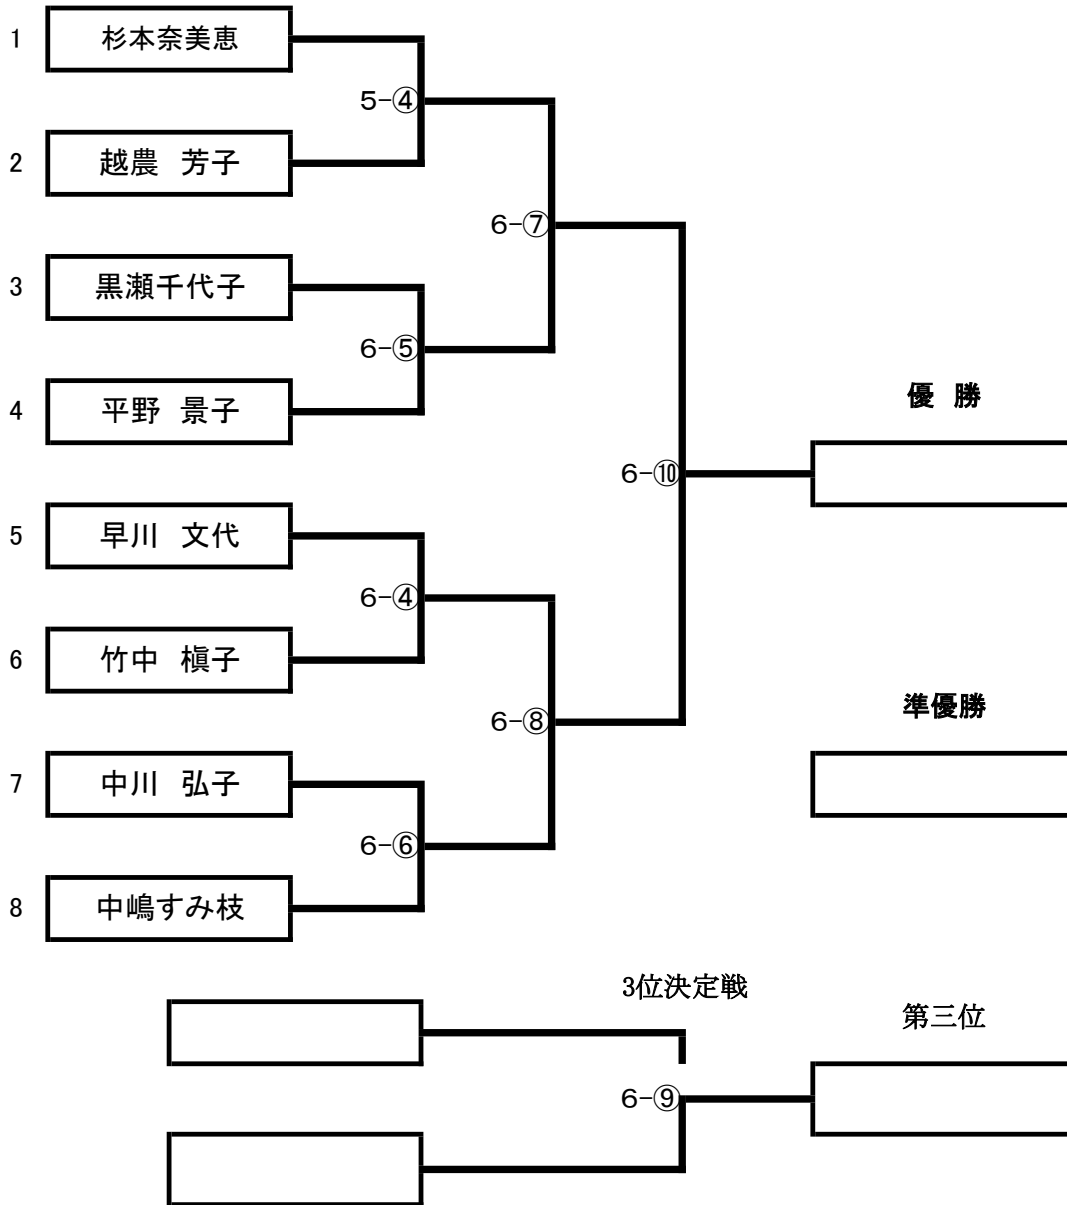 1 杉本奈美恵
5-④
2 越農 芳子
6-⑦
3 黒瀬千代子
6-⑤
4 平野 景子
優 勝
6-⑩
5 早川 文代
6-④
6 竹中 槇子
準優勝
6-⑧
7 中川 弘子
6-⑥
8 中嶋すみ枝
3位決定戦
第三位
6-⑨